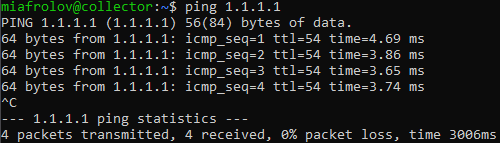 miafrolov@collector:~$ ping 1.1.1.1
PING 1.1.1.1 (1.1.1.1) 56(84) bytes of data.
64 bytes from 1.1.1.1: icmp_seq=1 ttl=54 time=4.69 ms
64 bytes from 1.1.1.1: icmp_seq=2 ttl=54 time=3.86 ms
64 bytes from 1.1.1.1: icmp_seq=3 ttl=54 time=3.65 ms
64 bytes from 1.1.1.1: icmp_seq=4 ttl=54 time=3.74 ms
^C
--- 1.1.1.1 ping statistics ---
4 packets transmitted, 4 received, 0% packet loss, time 3006ms